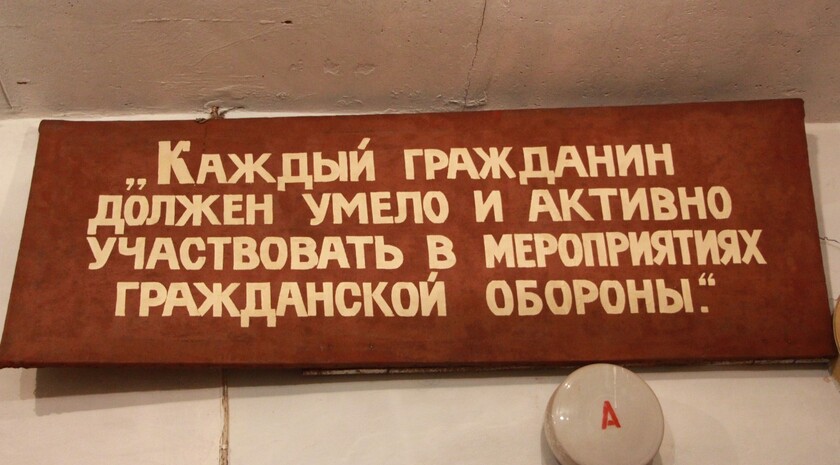 „Каждый гражданин
должен умело и активно
участвовать в мероприятиях
гражданской обороны.“
А